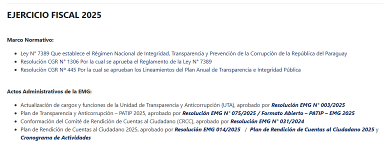 EJERCICIO FISCAL 2025
Marco Normativo:
Ley N° 7389 Que establece el Régimen Nacional de Integridad, Transparencia y Prevención de la Corrupción de la República del Paraguay
Resolución CGR N° 1306 Por la cual se aprueba el Reglamento de la Ley N° 7389
Resolución CGR N° 445 Por la cual se aprueban los Lineamientos del Plan Anual de Transparencia e Integridad Pública
Actos Administrativos de la EMG:
Actualización de cargos y funciones de la Unidad de Transparencia y Anticorrupción (UTA), aprobado por Resolución EMG N° 003/2025
Plan de Transparencia y Anticorrupción – PATIP 2025, aprobado por Resolución EMG N° 075/2025 / Formato Abierto – PATIP – EMG 2025
Conformación del Comité de Rendición de Cuentas al Ciudadano (CRCC), aprobado por Resolución EMG N° 031/2024
Plan de Rendición de Cuentas al Ciudadano 2025, aprobado por Resolución EMG 014/2025 / Plan de Rendición de Cuentas al Ciudadano 2025 y
Cronograma de Actividades